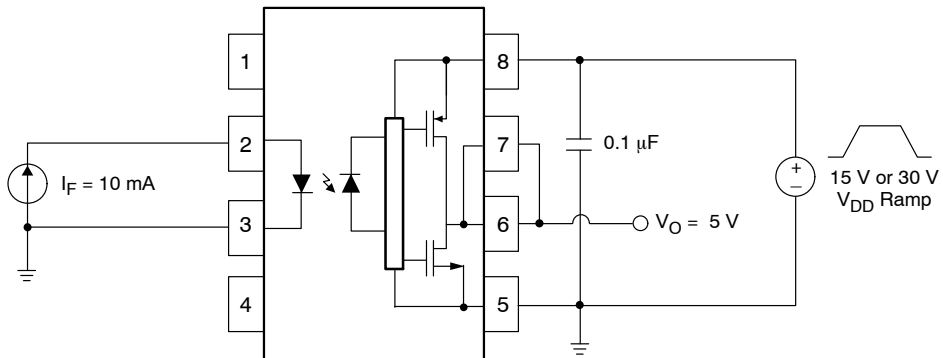 1
8
2
7
0.1 μF
+
–
I_F = 10 mA
15 V or 30 V
V_DD Ramp
3
6
V_O = 5 V
4
5